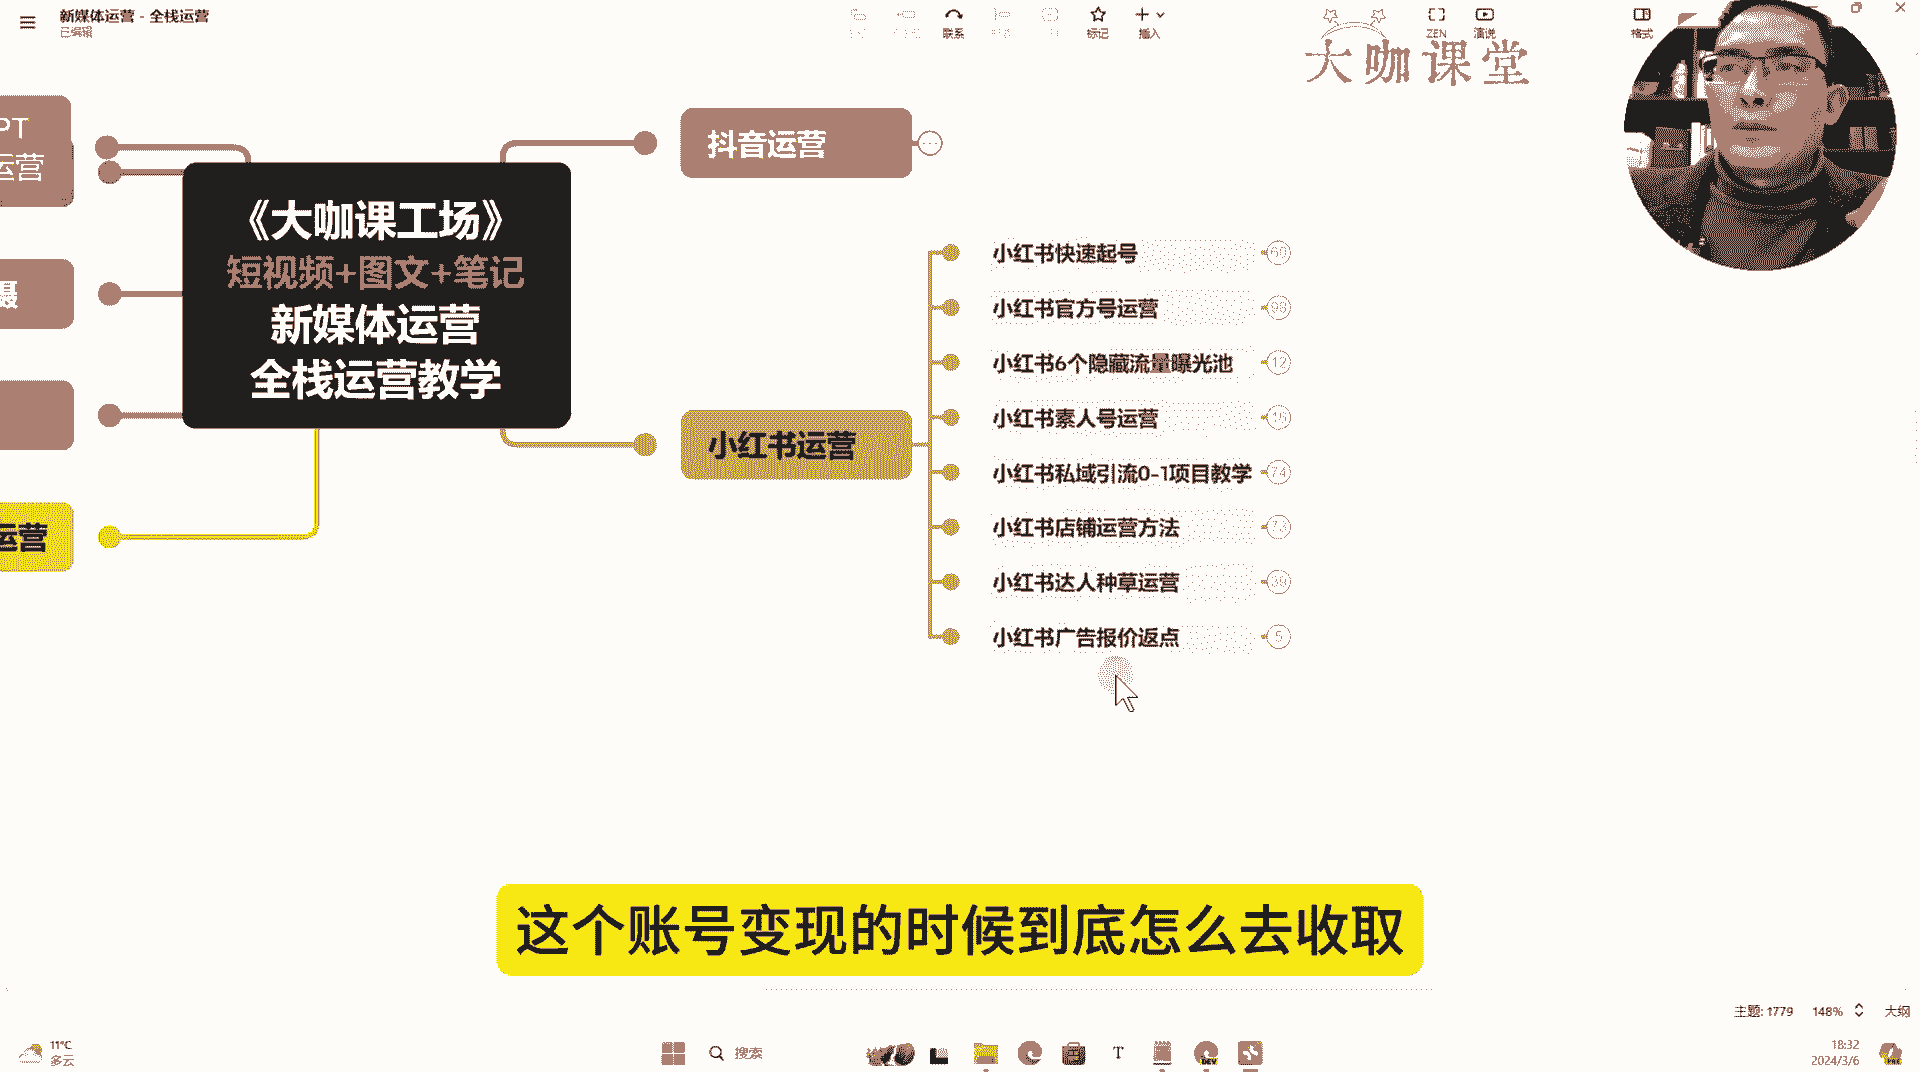 新媒体运营 - 全栈运营
已编辑
联系
标记
插入
ZEN
演说
格式
大咖课堂
PT
运营
摄
运营
《大咖课工场》
短视频+图文+笔记
新媒体运营
全栈运营教学
抖音运营
小红书运营
小红书快速起号
小红书官方号运营
小红书6个隐藏流量曝光池 12
小红书素人号运营
小红书私域引流0-1项目教学 74
小红书店铺运营方法
小红书达人种草运营
小红书广告报价返点 5
这个账号变现的时候到底怎么去收取
主题: 1779 148% 大纲
11°C
多云
搜索
18:32
2024/3/6